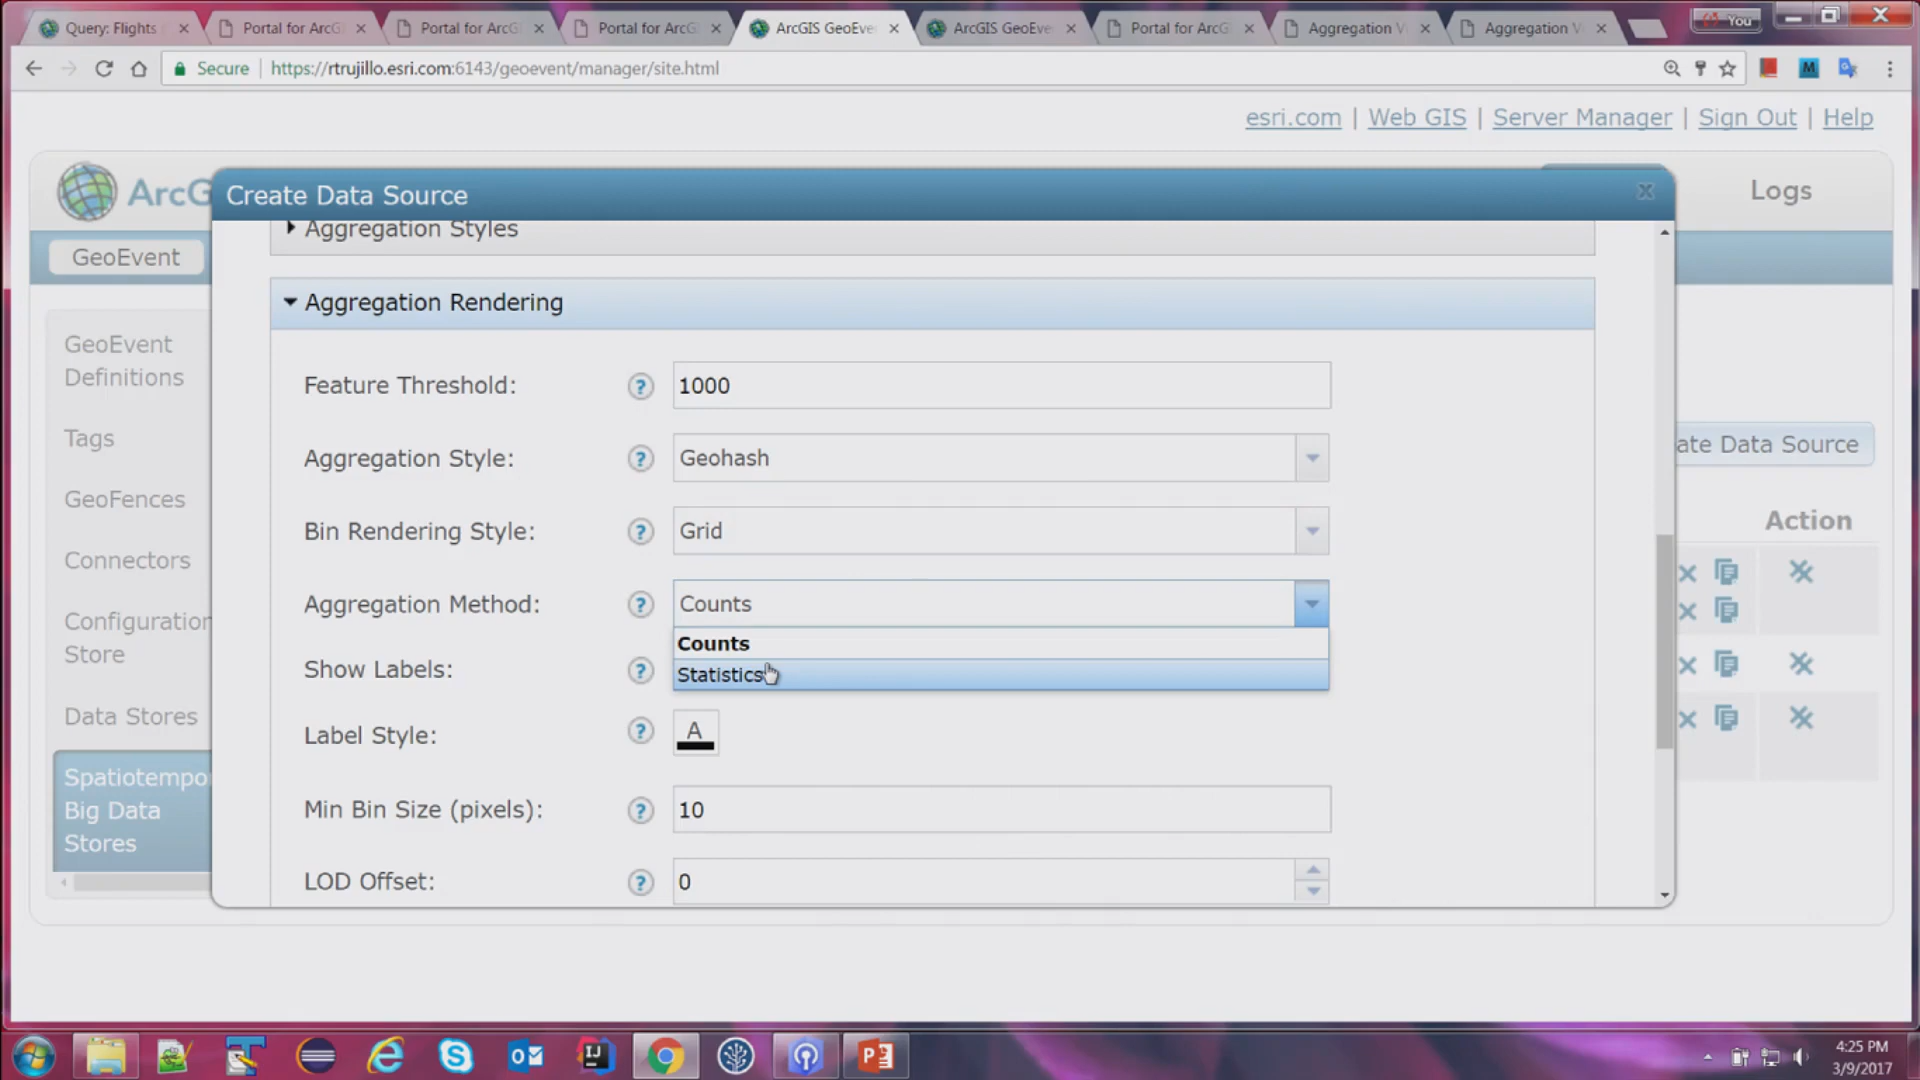 Query: Flights
Portal for ArcGI
Portal for ArcGI
Portal for ArcG
ArcGIS GeoEve
ArcGIS GeoEve
Portal for ArcG
Aggregation V
Aggregation V
You
Secure
https://rtrujillo.esri.com:6143/geoevent/manager/site.html
esri.com | Web GIS | Server Manager | Sign Out | Help
ArcG
Logs
GeoEvent
Create Data Source
Aggregation Styles
Aggregation Rendering
Feature Threshold: ? 1000
Aggregation Style: ? Geohash
Bin Rendering Style: ? Grid
Aggregation Method: ? Counts
Counts
Statistics
Show Labels: ?
Label Style: ? A
Min Bin Size (pixels): ? 10
LOD Offset: ? 0
GeoEvent
Definitions
Tags
GeoFences
Connectors
Configuration
Store
Data Stores
Spatiotempo
Big Data
Stores
ate Data Source
Action
4:25 PM
3/9/2017